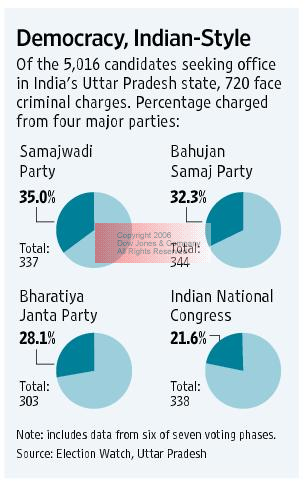 Democracy, Indian-Style
Of the 5,016 candidates seeking office
in India's Uttar Pradesh state, 720 face
criminal charges. Percentage charged
from four major parties:
Samajwadi
Party
35.0%
Total:
337
Bahujan
Samaj Party
32.3%
Total:
344
Copyright 2006
Dow Jones & Company
All Rights Reserved
Bharatiya
Janta Party
28.1%
Total:
303
Indian National
Congress
21.6%
Total:
338
Note: includes data from six of seven voting phases.
Source: Election Watch, Uttar Pradesh